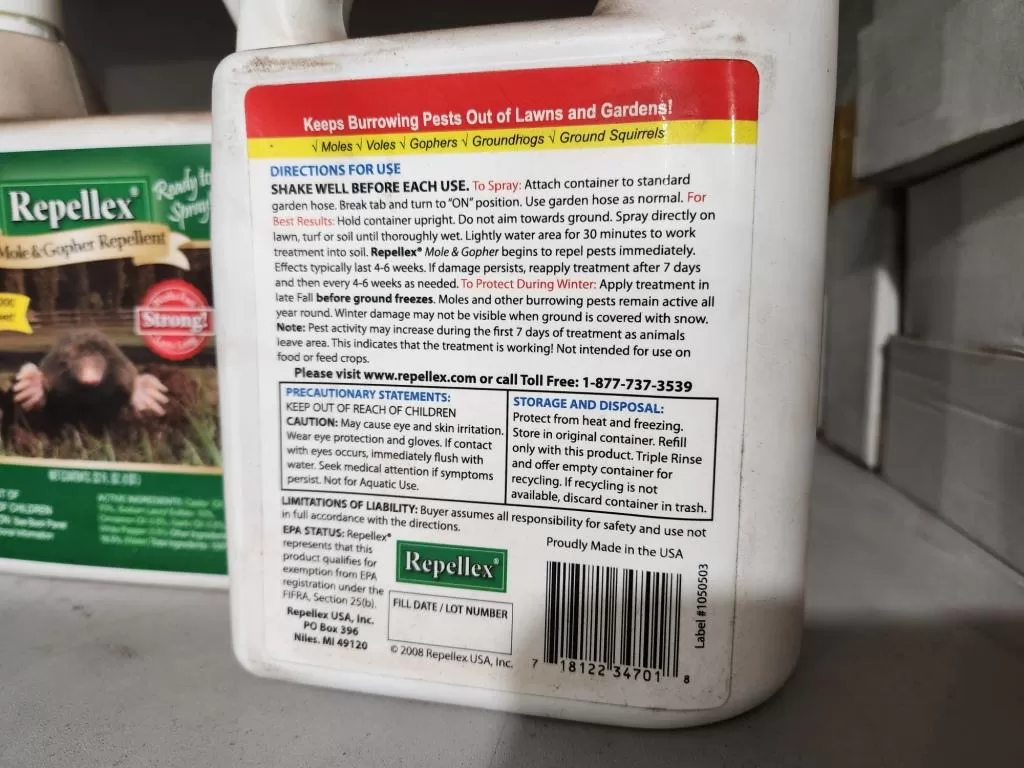 Keeps Burrowing Pests Out of Lawns and Gardens!
√ Moles √ Voles √ Gophers √ Groundhogs √ Ground Squirrels
DIRECTIONS FOR USE
SHAKE WELL BEFORE EACH USE. To Spray: Attach container to standard
garden hose. Break tab and turn to "ON" position. Use garden hose as normal. For
Best Results: Hold container upright. Do not aim towards ground. Spray directly on
lawn, turf or soil until thoroughly wet. Lightly water area for 30 minutes to work
treatment into soil. Repellex® Mole & Gopher begins to repel pests immediately.
Effects typically last 4-6 weeks. If damage persists, reapply treatment after 7 days
and then every 4-6 weeks as needed. To Protect During Winter: Apply treatment in
late Fall before ground freezes. Moles and other burrowing pests remain active all
year round. Winter damage may not be visible when ground is covered with snow.
Note: Pest activity may increase during the first 7 days of treatment as animals
leave area. This indicates that the treatment is working! Not intended for use on
food or feed crops.
Please visit www.repellex.com or call Toll Free: 1-877-737-3539
PRECAUTIONARY STATEMENTS:
KEEP OUT OF REACH OF CHILDREN
CAUTION: May cause eye and skin irritation.
Wear eye protection and gloves. If contact
with eyes occurs, immediately flush with
water. Seek medical attention if symptoms
persist. Not for Aquatic Use.
STORAGE AND DISPOSAL:
Protect from heat and freezing.
Store in original container. Refill
only with this product. Triple Rinse
and offer empty container for
recycling. If recycling is not
available, discard container in trash.
LIMITATIONS OF LIABILITY: Buyer assumes all responsibility for safety and use not
in full accordance with the directions.
EPA STATUS: Repellex®
represents that this
product qualifies for
exemption from EPA
registration under the
FIFRA, Section 25(b).
Repellex USA, Inc.
PO Box 396
Niles, MI 49120
Repellex®
FILL DATE / LOT NUMBER
© 2008 Repellex USA, Inc.
Proudly Made in the USA
7 18122 34701 8
Label #1050503
Repellex®
Ready to
Spray
Mole & Gopher Repellent
Strong!
OF CHILDREN